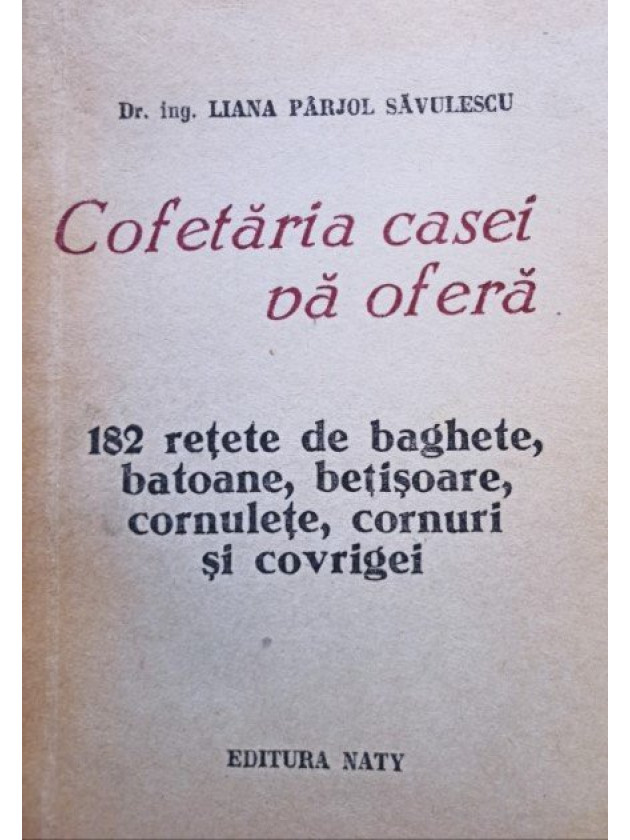 Dr. ing. LIANA PÂRJOL SĂVULESCU
Cofetăria casei
vă oferă
182 rețete de baghete,
batoane, bețișoare,
cornulețe, cornuri
și covrigei
EDITURA NATY